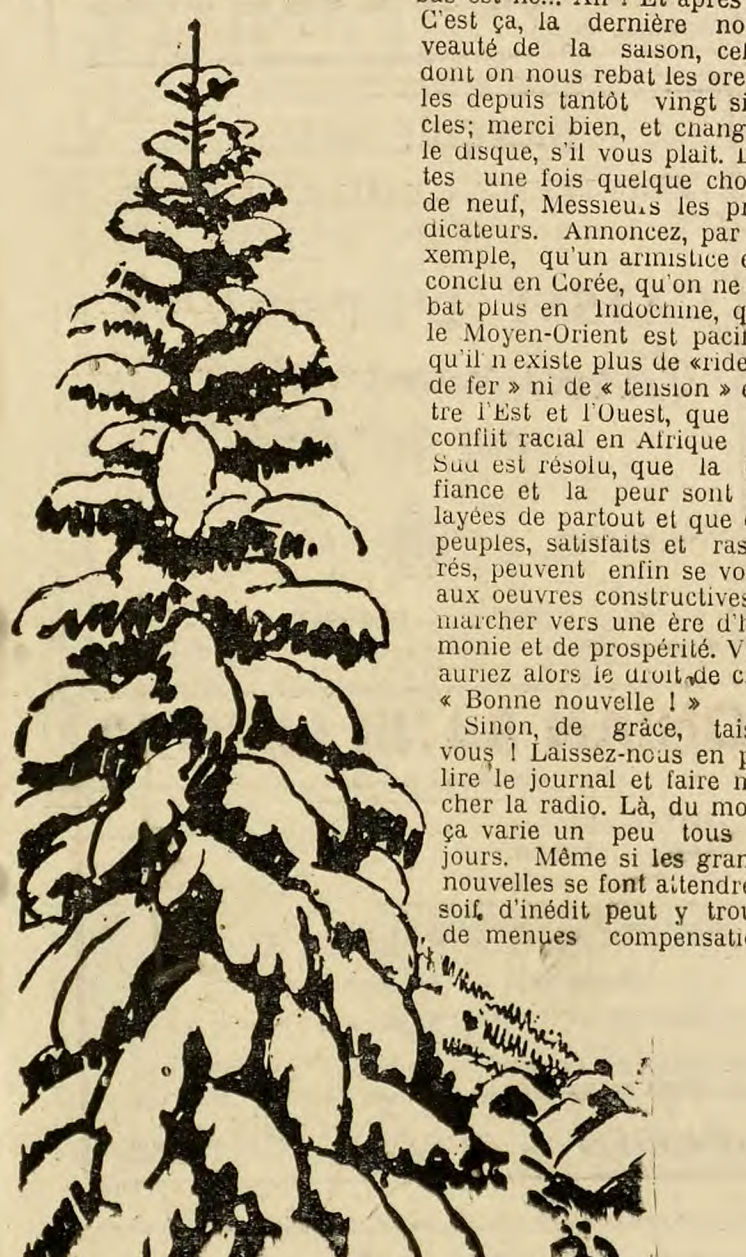 C'est ça, la dernière no
veauté de la saison, cel
dont on nous rebat les ore
les depuis tantôt vingt si
cles; merci bien, et chang
le disque, s'il vous plait. D
tes une fois quelque cho
de neuf, Messieurs les pr
dicateurs. Annoncez, par
xemple, qu'un armistice e
conclu en Corée, qu'on ne
bat plus en Indochine, q
le Moyen-Orient est pacif
qu'il n existe plus de «ride
de fer » ni de « tension » e
tre l'Est et l'Ouest, que
conflit racial en Afrique
Sud est résolu, que la
fiance et la peur sont
layées de partout et que
peuples, satisfaits et ras
rés, peuvent enfin se vo
aux oeuvres constructives
marcher vers une ère d'h
monie et de prospérité. V
auriez alors le droit de c
« Bonne nouvelle ! »
Sinon, de grâce, tais
vous ! Laissez-nous en p
lire le journal et faire m
cher la radio. Là, du mo
ça varie un peu tous
jours. Même si les gran
nouvelles se font attendre
soif d'inédit peut y trou
de menues compensati